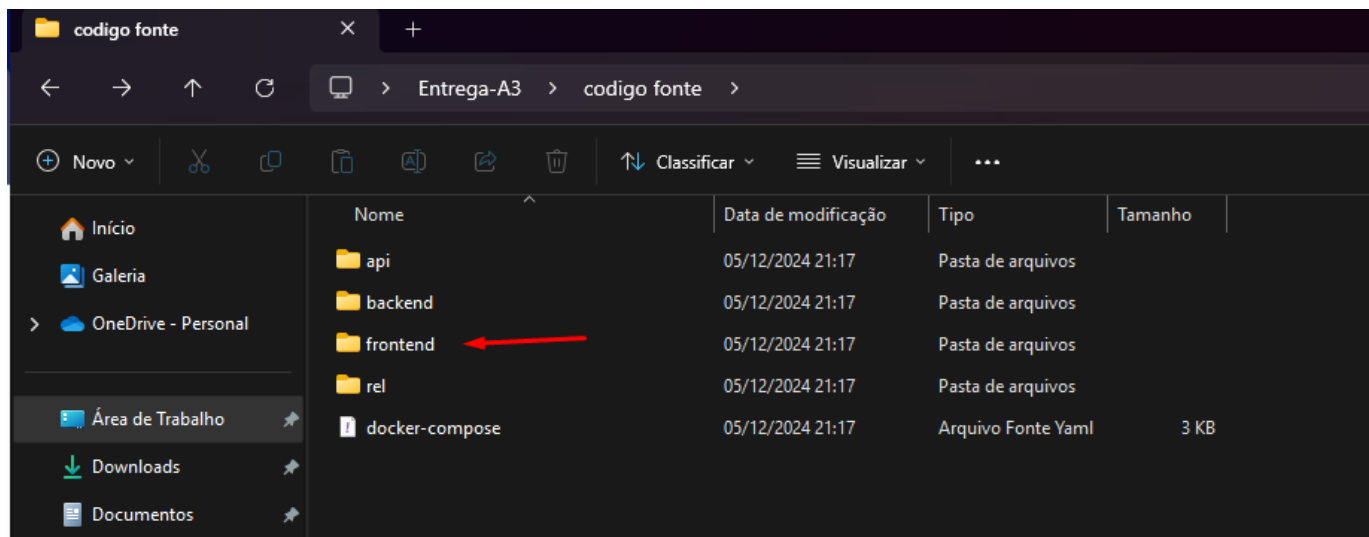 codigo fonte
Entrega-A3 > codigo fonte >
Novo Classificar Visualizar
Início
Galeria
OneDrive - Personal
Área de Trabalho
Downloads
Documentos
Nome Data de modificação Tipo Tamanho
api 05/12/2024 21:17 Pasta de arquivos
backend 05/12/2024 21:17 Pasta de arquivos
frontend 05/12/2024 21:17 Pasta de arquivos
rel 05/12/2024 21:17 Pasta de arquivos
docker-compose 05/12/2024 21:17 Arquivo Fonte Yaml 3 KB